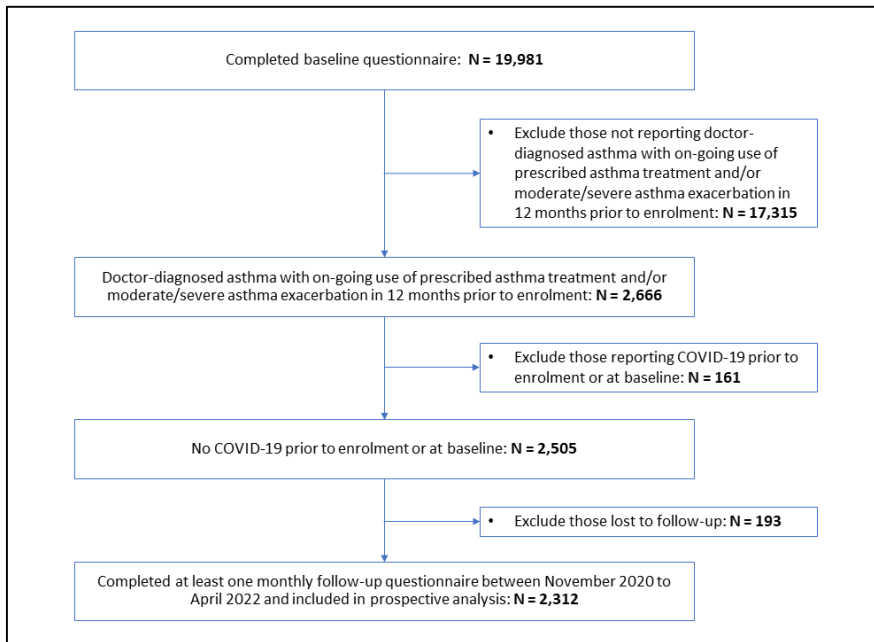 Completed baseline questionnaire: N = 19,981
• Exclude those not reporting doctor-
diagnosed asthma with on-going use of
prescribed asthma treatment and/or
moderate/severe asthma exacerbation in
12 months prior to enrolment: N = 17,315
Doctor-diagnosed asthma with on-going use of prescribed asthma treatment and/or
moderate/severe asthma exacerbation in 12 months prior to enrolment: N = 2,666
• Exclude those reporting COVID-19 prior to
enrolment or at baseline: N = 161
No COVID-19 prior to enrolment or at baseline: N = 2,505
• Exclude those lost to follow-up: N = 193
Completed at least one monthly follow-up questionnaire between November 2020 to
April 2022 and included in prospective analysis: N = 2,312